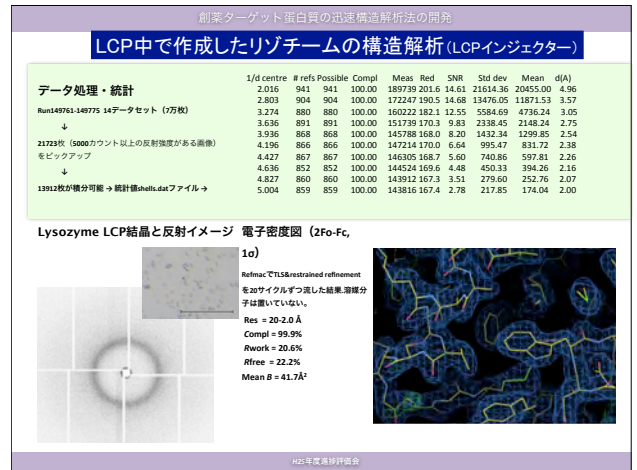 創薬ターゲット蛋白質の迅速構造解析法の開発
LCP中で作成したリゾチームの構造解析(LCPインジェクター)
データ処理・統計
Run149761-149775 14データセット（7万枚）
↓
21723枚（5000カウント以上の反射強度がある画像）
をピックアップ
↓
13912枚が積分可能 → 統計値shells.datファイル →
1/d centre # refs Possible Compl Meas Red SNR Std dev Mean d(A)
2.016 941 941 100.00 189739 201.6 14.61 21614.36 20455.00 4.96
2.803 904 904 100.00 172247 190.5 14.68 13476.05 11871.53 3.57
3.274 880 880 100.00 160222 182.1 12.55 5584.69 4736.24 3.05
3.636 891 891 100.00 151739 170.3 9.83 2338.45 2148.24 2.75
3.936 868 868 100.00 145788 168.0 8.20 1432.34 1299.85 2.54
4.196 866 866 100.00 147214 170.0 6.64 995.47 831.72 2.38
4.427 867 867 100.00 146305 168.7 5.60 740.86 597.81 2.26
4.636 852 852 100.00 144524 169.6 4.48 450.33 394.26 2.16
4.827 860 860 100.00 143912 167.3 3.51 279.60 252.76 2.07
5.004 859 859 100.00 143816 167.4 2.78 217.85 174.04 2.00
Lysozyme LCP結晶と反射イメージ
電子密度図（2Fo-Fc,
1σ）
RefmacでTLS&restrained refinement
を20サイクルずつ流した結果.溶媒分
子は置いていない。
Res = 20-2.0 Å
Compl = 99.9%
Rwork = 20.6%
Rfree = 22.2%
Mean B = 41.7Å²
H25年度進捗評価会